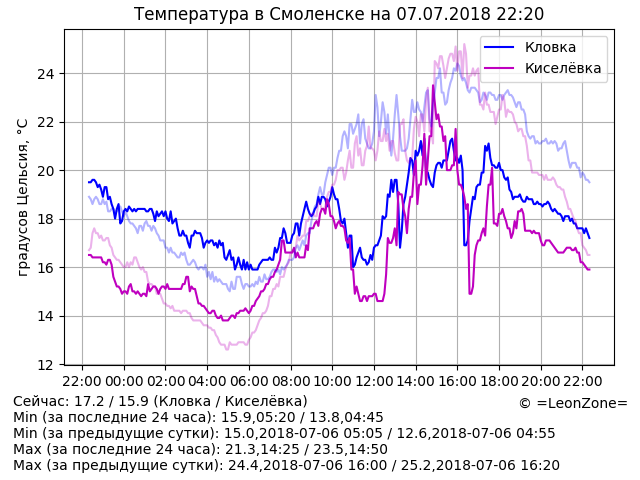 Температура в Смоленске на 07.07.2018 22:20
Кловка
Киселёвка
градусов Цельсия, °C
24
22
20
18
16
14
12
22:00 00:00 02:00 04:00 06:00 08:00 10:00 12:00 14:00 16:00 18:00 20:00 22:00
Сейчас: 17.2 / 15.9 (Кловка / Киселёвка)
© =LeonZone=
Min (за последние 24 часа): 15.9,05:20 / 13.8,04:45
Min (за предыдущие сутки): 15.0,2018-07-06 05:05 / 12.6,2018-07-06 04:55
Max (за последние 24 часа): 21.3,14:25 / 23.5,14:50
Max (за предыдущие сутки): 24.4,2018-07-06 16:00 / 25.2,2018-07-06 16:20